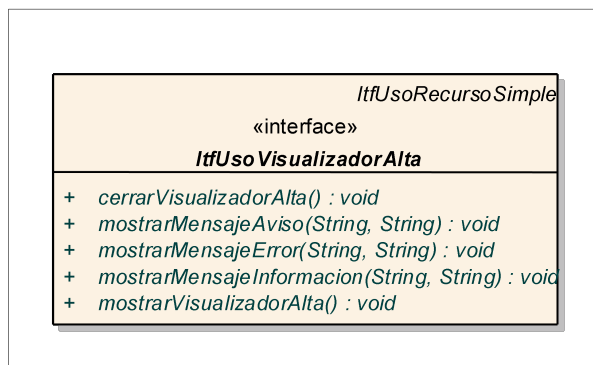 ItfUsoRecursoSimple
«interface»
ItfUsoVisualizadorAlta
+ cerrarVisualizadorAlta() : void
+ mostrarMensajeAviso(String, String) : void
+ mostrarMensajeError(String, String) : void
+ mostrarMensajeInformacion(String, String) : void
+ mostrarVisualizadorAlta() : void